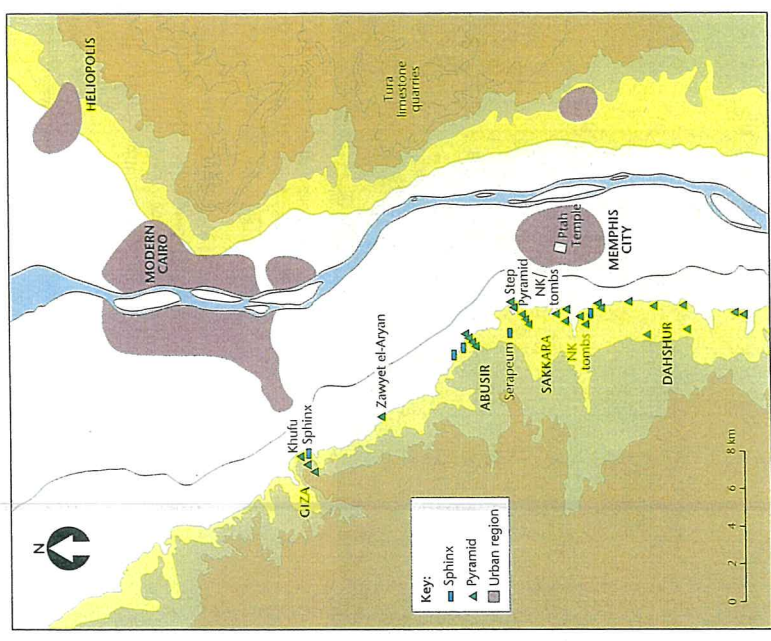 N
HELIOPOLIS
MODERN
CAIRO
Tura
limestone
quarries
Khufu
Sphinx
GIZA
Zawyet el-Aryan
ABUSIR
Serapeum
Step
Pyramid
NK/
tombs
SAKKARA
NK
tombs
Ptah
Temple
MEMPHIS
CITY
DAHSHUR
Key:
Sphinx
Pyramid
Urban region
0 2 4 6 8 km